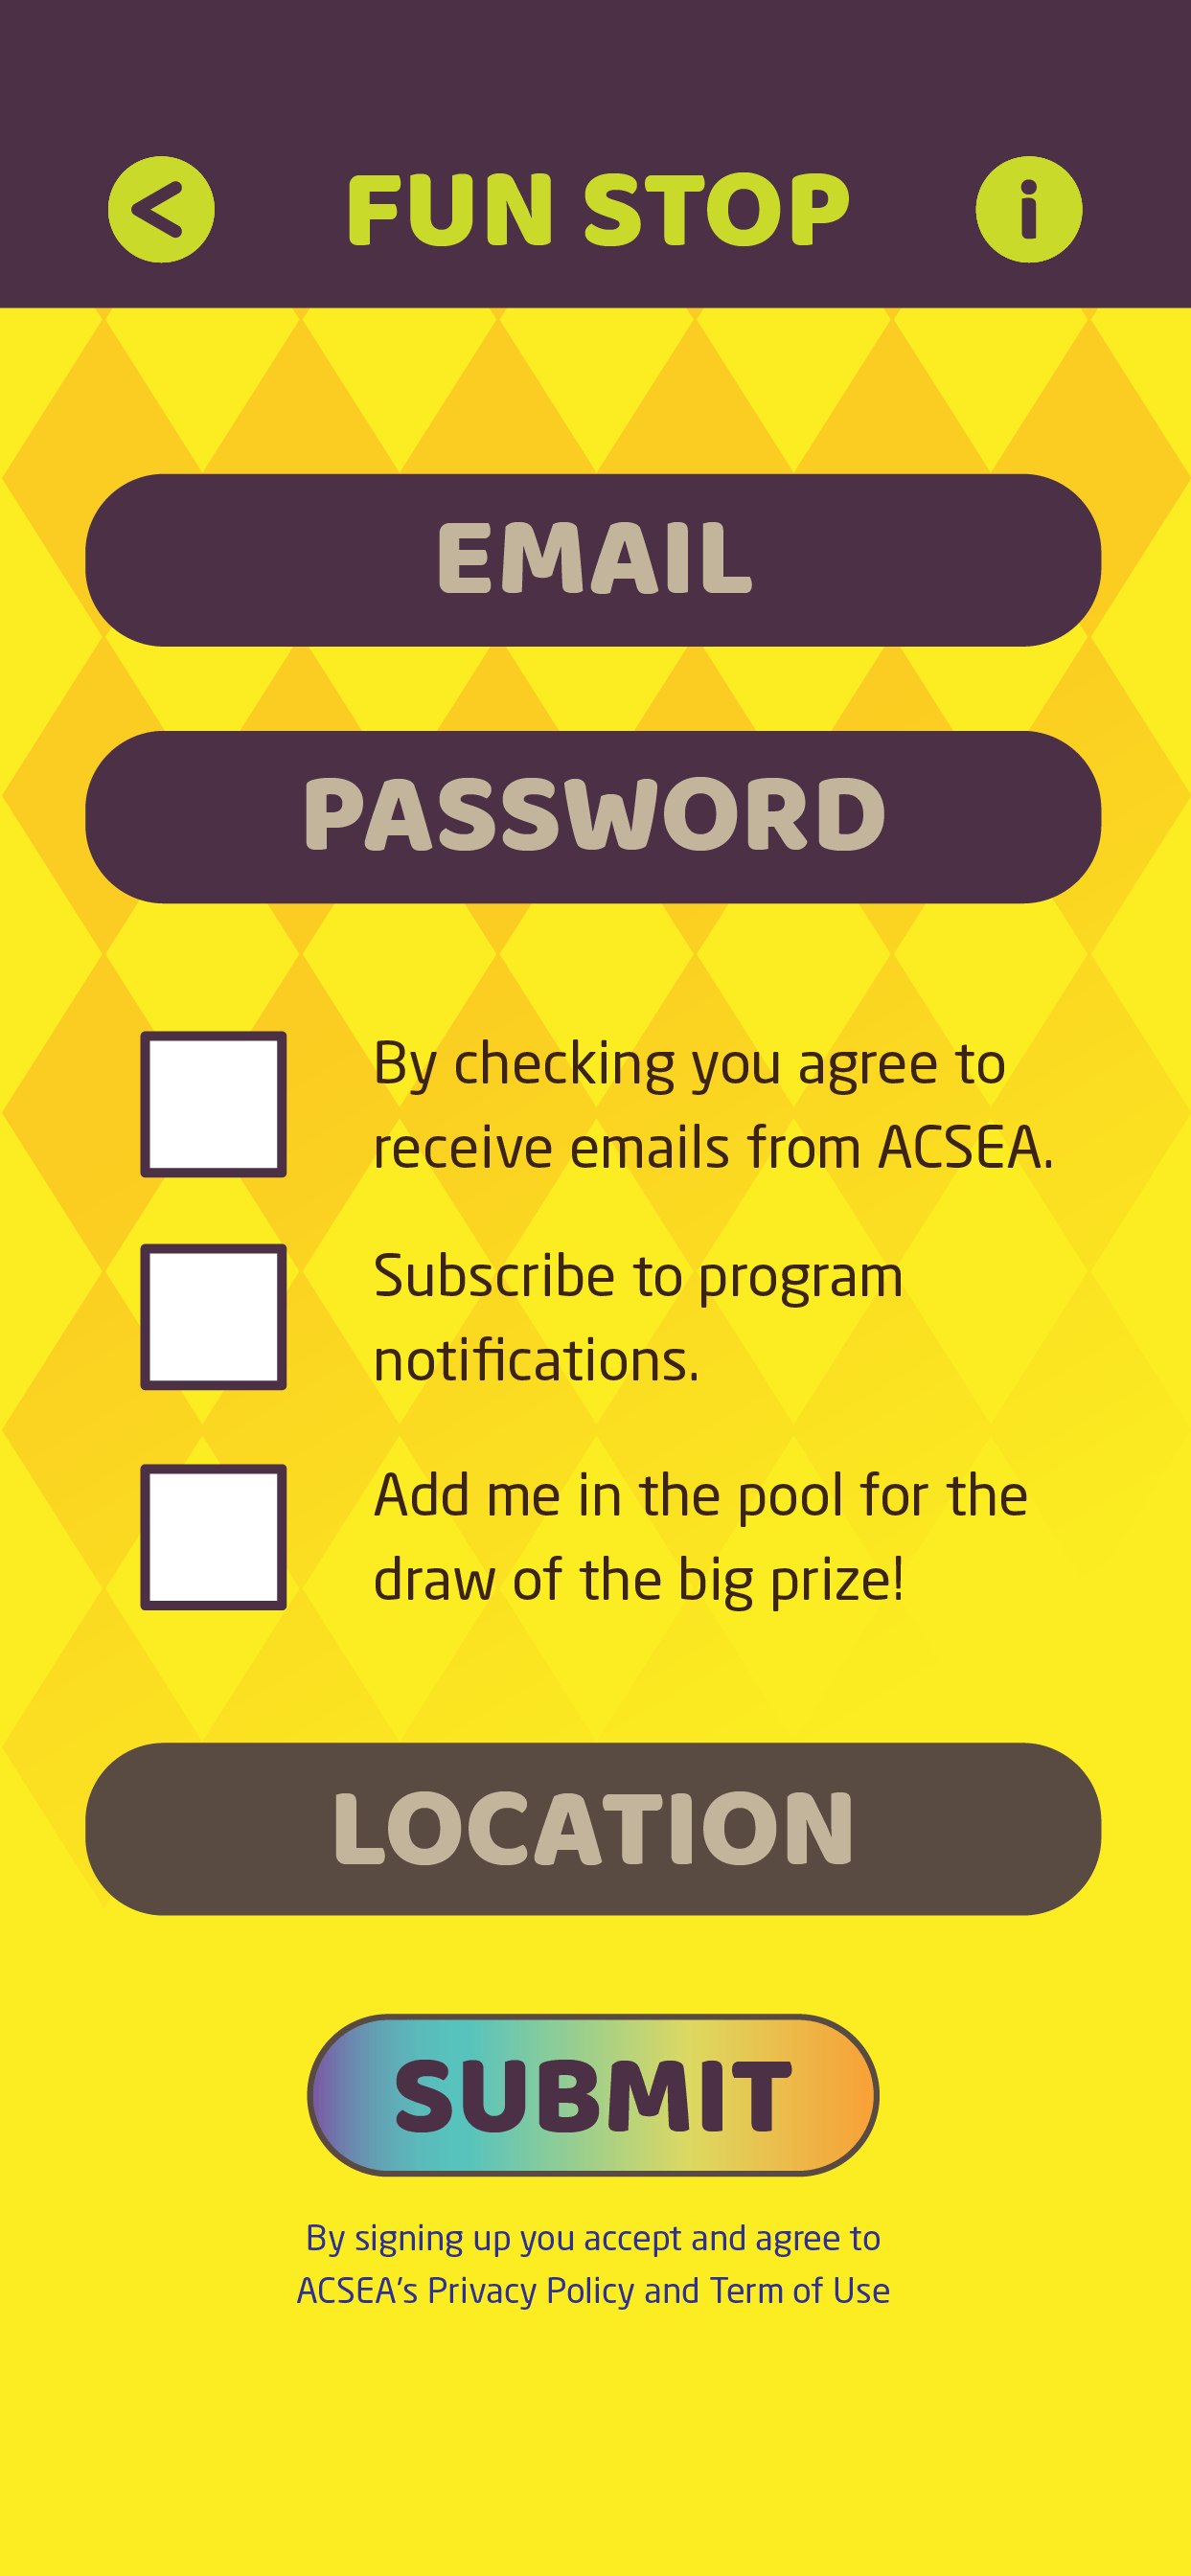 FUN STOP
EMAIL
PASSWORD
By checking you agree to
receive emails from ACSEA.
Subscribe to program
notifications.
Add me in the pool for the
draw of the big prize!
LOCATION
SUBMIT
By signing up you accept and agree to
ACSEA's Privacy Policy and Term of Use